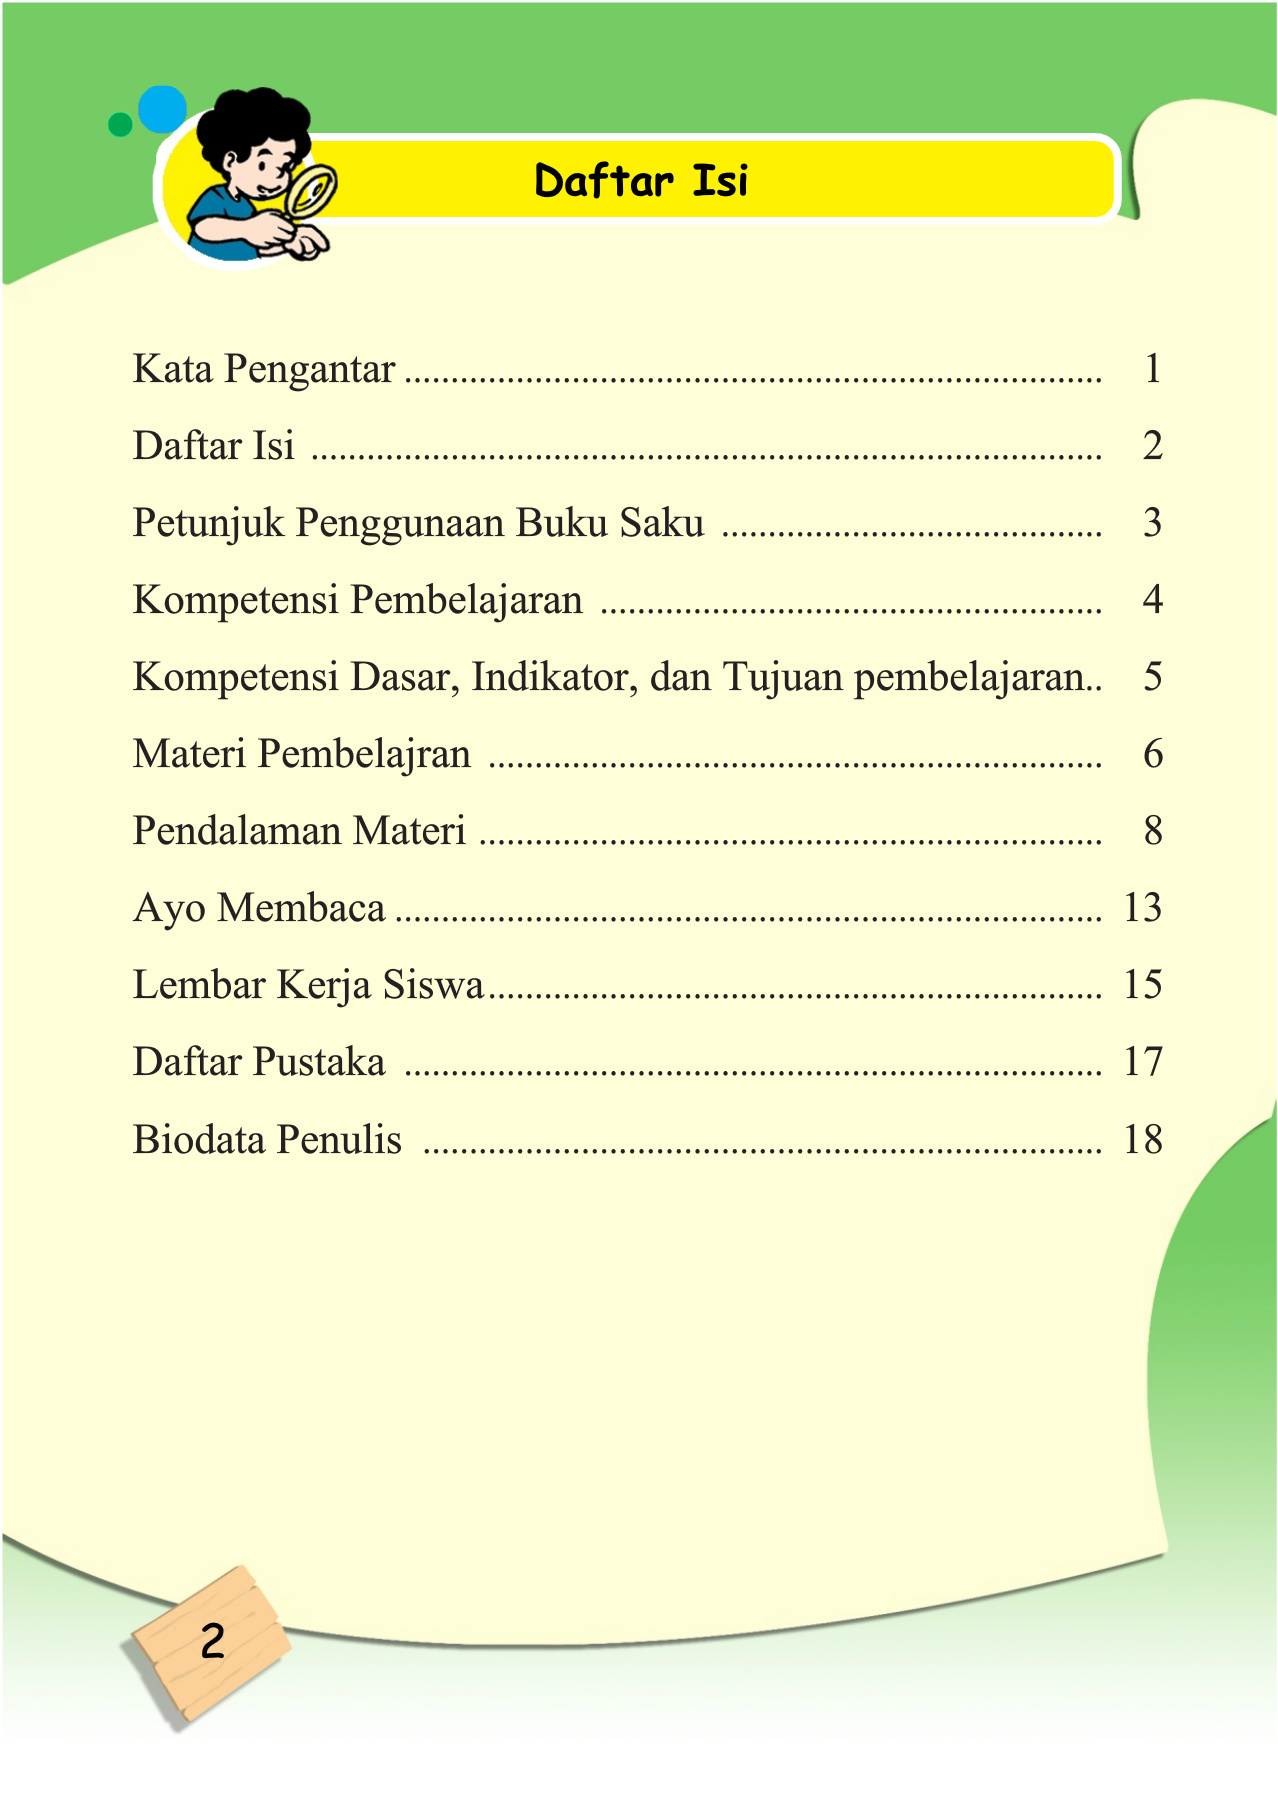 Daftar Isi
Kata Pengantar ........................................................................... 1
Daftar Isi ..................................................................................... 2
Petunjuk Penggunaan Buku Saku ......................................... 3
Kompetensi Pembelajaran ...................................................... 4
Kompetensi Dasar, Indikator, dan Tujuan pembelajaran.. 5
Materi Pembelajran .................................................................. 6
Pendalaman Materi ................................................................... 8
Ayo Membaca ............................................................................ 13
Lembar Kerja Siswa.................................................................. 15
Daftar Pustaka ........................................................................... 17
Biodata Penulis ......................................................................... 18
2